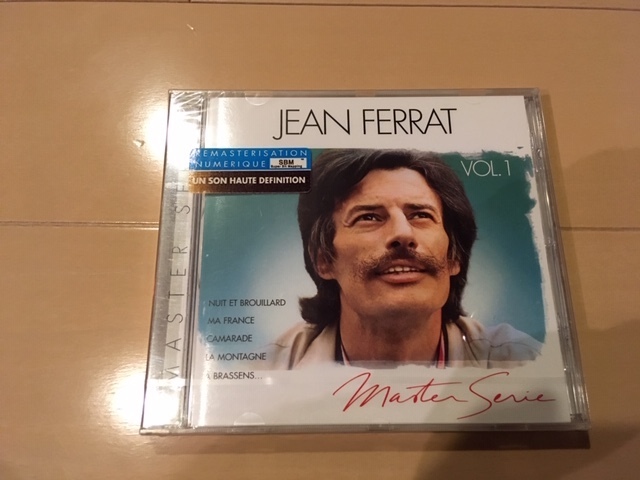 JEAN FERRAT
REMASTERISATION
NUMERIQUE SBM
UN SON HAUTE DEFINITION
VOL.1
NUIT ET BROUILLARD
MA FRANCE
CAMARADE
LA MONTAGNE
A BRASSENS...
Master Serie
MASTER SE